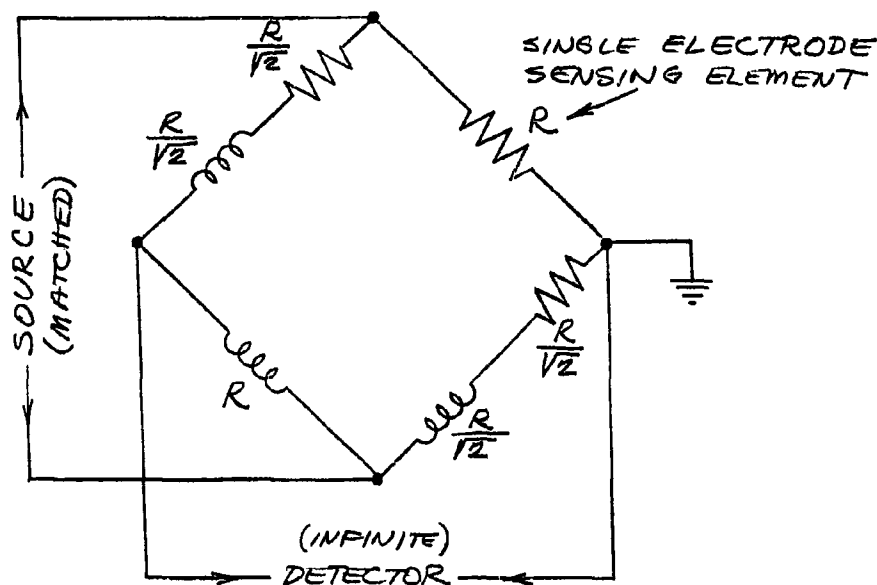 R/√2
SINGLE ELECTRODE
SENSING ELEMENT
R
R/√2
SOURCE
(MATCHED)
R/√2
R
R/√2
(INFINITE)
DETECTOR